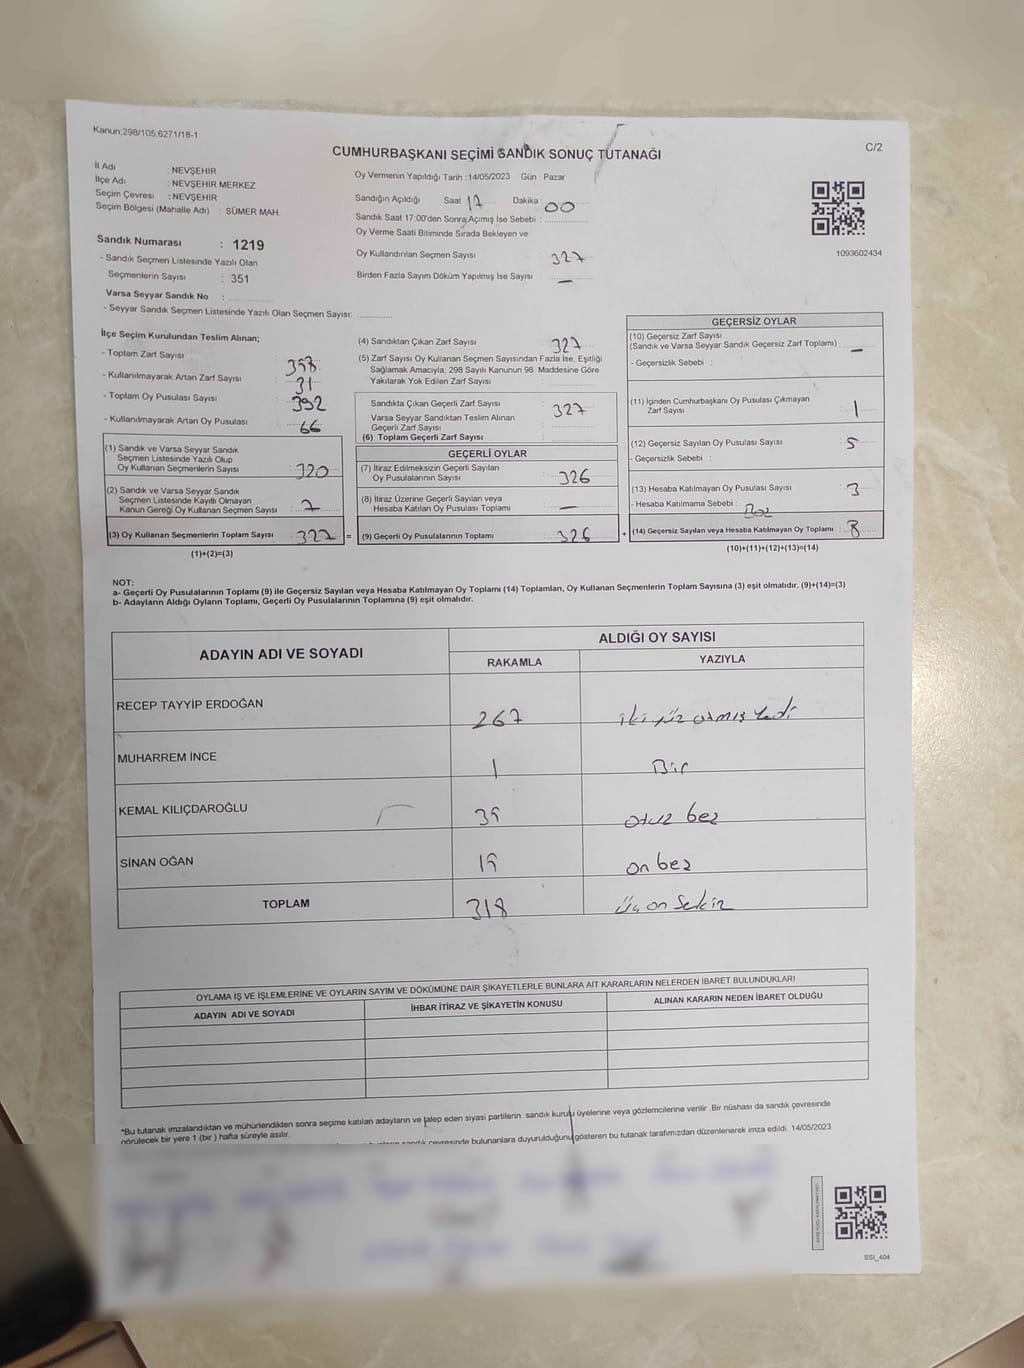 Kanun:298/105;6271/18-1
C/2
CUMHURBAŞKANI SEÇİMİ SANDIK SONUÇ TUTANAĞI
İl Adı : NEVŞEHİR
İlçe Adı : NEVŞEHİR MERKEZ
Seçim Çevresi : NEVŞEHİR
Seçim Bölgesi (Mahalle Adı) : SÜMER MAH.
Oy Vermenin Yapıldığı Tarih :14/05/2023 Gün : Pazar
Sandığın Açıldığı Saat : 17 Dakika : 00
Sandık Saat 17:00'den Sonra Açımış İse Sebebi :
Oy Verme Saati Bitiminde Sırada Bekleyen ve
Oy Kullandırılan Seçmen Sayısı : 327
Birden Fazla Sayım Döküm Yapılmış İse Sayısı : —
1093602434
Sandık Numarası : 1219
- Sandık Seçmen Listesinde Yazılı Olan
Seçmenlerin Sayısı : 351
Varsa Seyyar Sandık No :
- Seyyar Sandık Seçmen Listesinde Yazılı Olan Seçmen Sayısı:
İlçe Seçim Kurulundan Teslim Alınan;
- Toplam Zarf Sayısı : 358
- Kullanılmayarak Artan Zarf Sayısı : 31
- Toplam Oy Pusulası Sayısı : 392
- Kullanılmayarak Artan Oy Pusulası : 66
(1) Sandık ve Varsa Seyyar Sandık
Seçmen Listesinde Yazılı Olup
Oy Kullanan Seçmenlerin Sayısı : 320
(2) Sandık ve Varsa Seyyar Sandık
Seçmen Listesinde Kayıtlı Olmayan
Kanun Gereği Oy Kullanan Seçmen Sayısı : 7
(3) Oy Kullanan Seçmenlerin Toplam Sayısı : 327 =
(1)+(2)=(3)
(4) Sandıktan Çıkan Zarf Sayısı : 327
(5) Zarf Sayısı Oy Kullanan Seçmen Sayısından Fazla İse, Eşitliği
Sağlamak Amacıyla; 298 Sayılı Kanunun 98. Maddesine Göre
Yakılarak Yok Edilen Zarf Sayısı :
Sandıkta Çıkan Geçerli Zarf Sayısı : 327
Varsa Seyyar Sandıktan Teslim Alınan
Geçerli Zarf Sayısı :
(6) Toplam Geçerli Zarf Sayısı :
GEÇERLİ OYLAR
(7) İtiraz Edilmeksizin Geçerli Sayılan
Oy Pusulalarının Sayısı : 326
(8) İtiraz Üzerine Geçerli Sayılan veya
Hesaba Katılan Oy Pusulası Toplamı : —
(9) Geçerli Oy Pusulalarının Toplamı : 326 +
GEÇERSİZ OYLAR
(10) Geçersiz Zarf Sayısı
(Sandık ve Varsa Seyyar Sandık Geçersiz Zarf Toplamı) : —
- Geçersizlik Sebebi :
(11) İçinden Cumhurbaşkanı Oy Pusulası Çıkmayan
Zarf Sayısı : 1
(12) Geçersiz Sayılan Oy Pusulası Sayısı : 5
- Geçersizlik Sebebi :
(13) Hesaba Katılmayan Oy Pusulası Sayısı : 3
- Hesaba Katılmama Sebebi :
(14) Geçersiz Sayılan veya Hesaba Katılmayan Oy Toplamı : 8
(10)+(11)+(12)+(13)=(14)
NOT:
a- Geçerli Oy Pusulalarının Toplamı (9) ile Geçersiz Sayılan veya Hesaba Katılmayan Oy Toplamı (14) Toplamları, Oy Kullanan Seçmenlerin Toplam Sayısına (3) eşit olmalıdır. (9)+(14)=(3)
b- Adayların Aldığı Oyların Toplamı, Geçerli Oy Pusulalarının Toplamına (9) eşit olmalıdır.
ADAYIN ADI VE SOYADI
ALDIĞI OY SAYISI
RAKAMLA YAZIYLA
RECEP TAYYİP ERDOĞAN 267 iki yüz atmış Yedi
MUHARREM İNCE 1 Bir
KEMAL KILIÇDAROĞLU 35 otuz beş
SİNAN OĞAN 15 on beş
TOPLAM 318 Üç on Sekiz
OYLAMA İŞ VE İŞLEMLERİNE VE OYLARIN SAYIM VE DÖKÜMÜNE DAİR ŞİKAYETLERLE BUNLARA AİT KARARLARIN NELERDEN İBARET BULUNDUKLARI
ADAYIN ADI VE SOYADI İHBAR İTİRAZ VE ŞİKAYETİN KONUSU ALINAN KARARIN NEDEN İBARET OLDUĞU
*Bu tutanak imzalandıktan ve mühürlendikten sonra seçime katılan adayların ve talep eden siyasi partilerin sandık kurulu üyelerine veya gözlemcilerine verilir. Bir nüshası da sandık çevresinde
görülecek bir yere 1 (bir ) hafta süreyle asılır.
çevresinde bulunanlara duyurulduğunu gösteren bu tutanak tarafımızdan düzenlenerek imza edildi. 14/05/2023
SSI_404